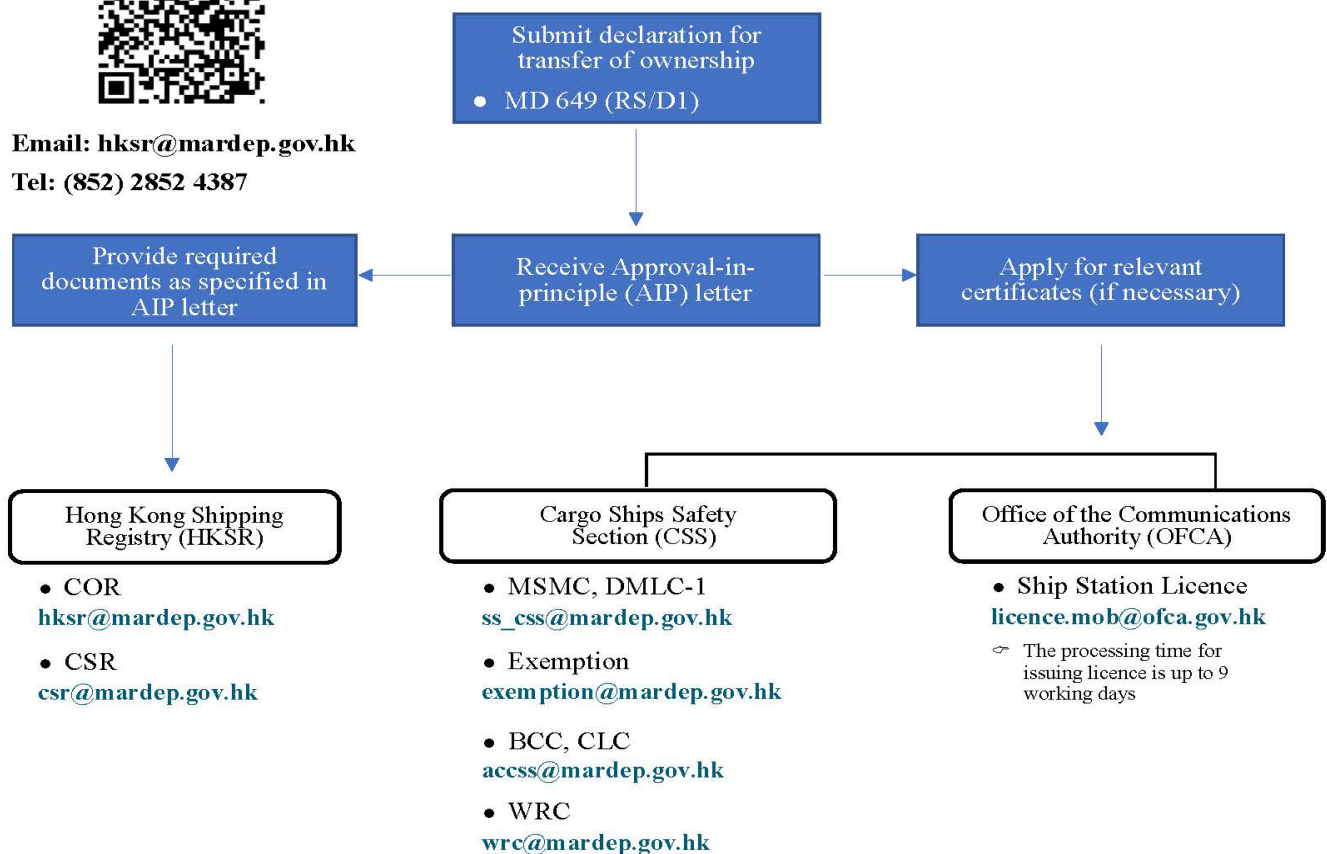 Submit declaration for
transfer of ownership
● MD 649 (RS/D1)
Email: hksr@mardep.gov.hk
Tel: (852) 2852 4387
Provide required
documents as specified in
AIP letter
Receive Approval-in-
principle (AIP) letter
Apply for relevant
certificates (if necessary)
Hong Kong Shipping
Registry (HKSR)
● COR
hksr@mardep.gov.hk
● CSR
csr@mardep.gov.hk
Cargo Ships Safety
Section (CSS)
● MSMC, DMLC-1
ss_css@mardep.gov.hk
● Exemption
exemption@mardep.gov.hk
● BCC, CLC
accss@mardep.gov.hk
● WRC
wrc@mardep.gov.hk
Office of the Communications
Authority (OFCA)
● Ship Station Licence
licence.mob@ofca.gov.hk
☞ The processing time for
issuing licence is up to 9
working days